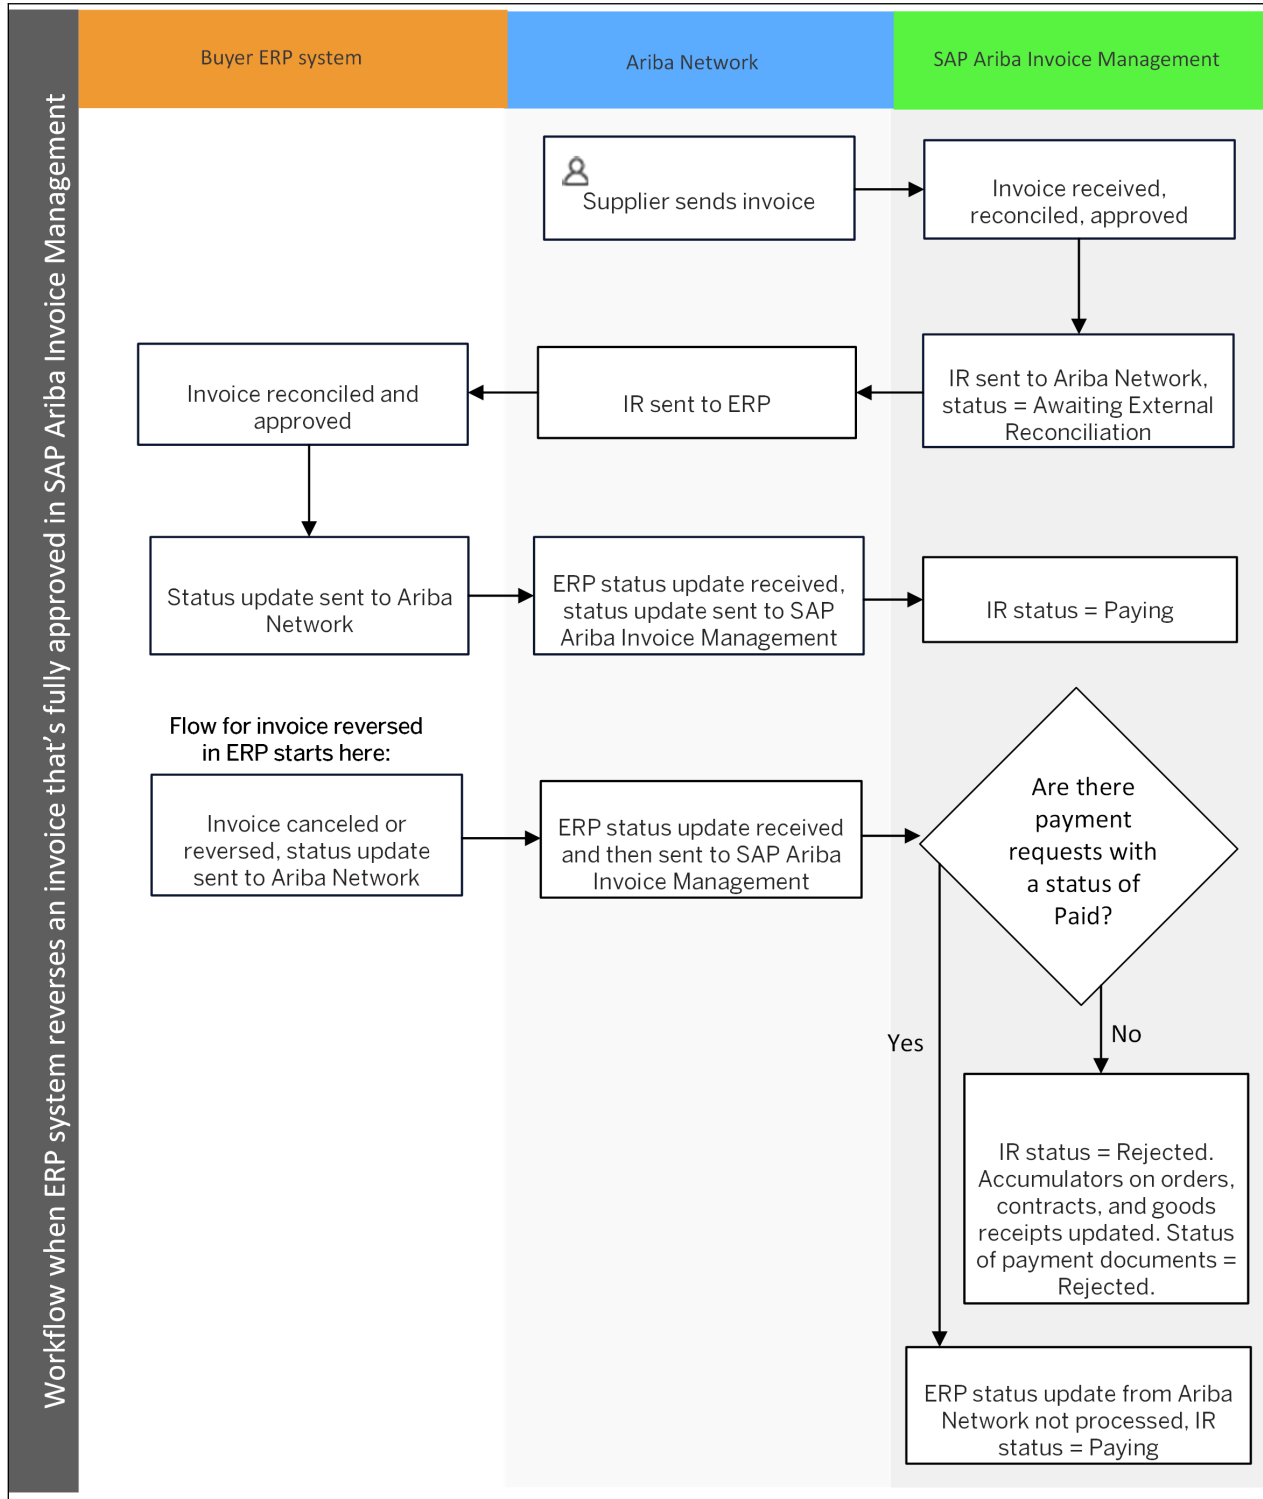 Workflow when ERP system reverses an invoice that's fully approved in SAP Ariba Invoice Management
Buyer ERP system
Ariba Network
SAP Ariba Invoice Management
Supplier sends invoice
Invoice received,
reconciled, approved
Invoice reconciled and
approved
IR sent to ERP
IR sent to Ariba Network,
status = Awaiting External
Reconciliation
Status update sent to Ariba
Network
ERP status update received,
status update sent to SAP
Ariba Invoice Management
IR status = Paying
Flow for invoice reversed
in ERP starts here:
Invoice canceled or
reversed, status update
sent to Ariba Network
ERP status update received
and then sent to SAP Ariba
Invoice Management
Are there
payment
requests with
a status of
Paid?
Yes
No
IR status = Rejected.
Accumulators on orders,
contracts, and goods
receipts updated. Status
of payment documents =
Rejected.
ERP status update from Ariba
Network not processed, IR
status = Paying